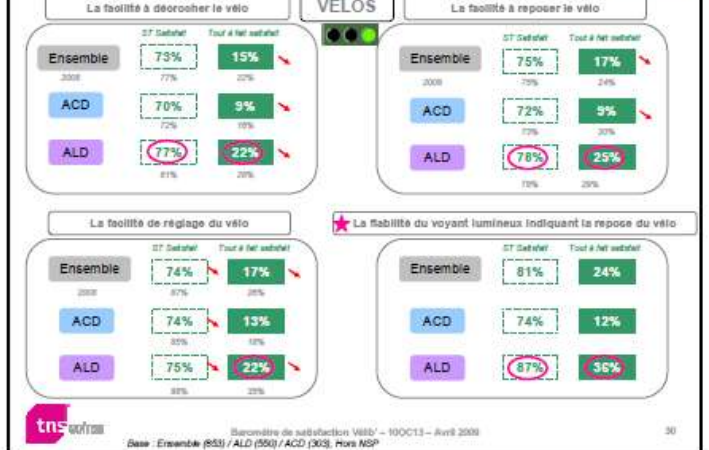 La facilité à décrocher le vélo
VELOS
La facilité à reposer le vélo
ST Satisfait Tout à fait satisfait
Ensemble 73% 15%
2008 77% 22%
ACD 70% 9%
72%
ALD 77% 22%
81%
ST Satisfait Tout à fait satisfait
Ensemble 75% 17%
2008 24%
ACD 72% 9%
ALD 78% 25%
La facilité de réglage du vélo
La fiabilité du voyant lumineux indiquant la repose du vélo
ST Satisfait Tout à fait satisfait
Ensemble 74% 17%
2008
ACD 74% 13%
ALD 75% 22%
ST Satisfait Tout à fait satisfait
Ensemble 81% 24%
ACD 74% 12%
ALD 87% 36%
tns sofres
Baromètre de satisfaction Vélib' – 10OC13 – Avril 2009
30
Base : Ensemble (853) / ALD (550) / ACD (303), Hors NSP